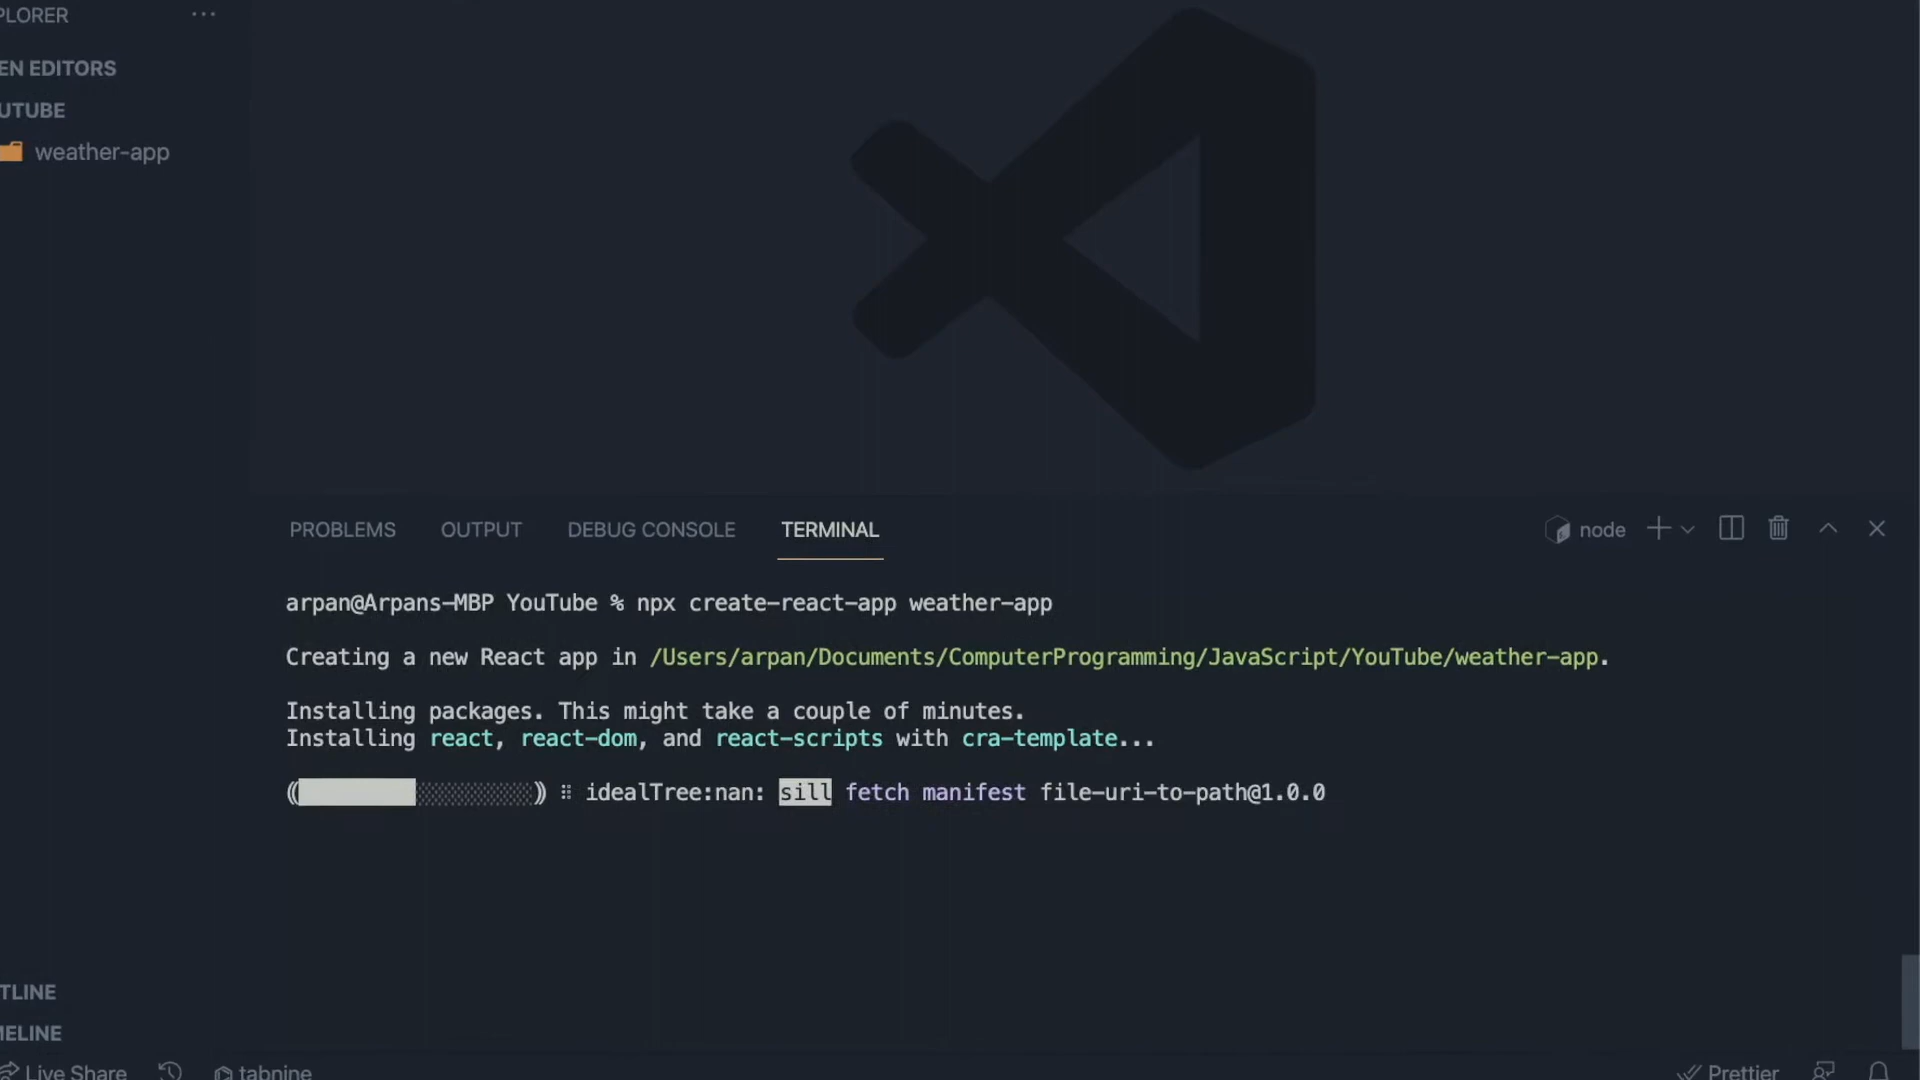 PLORER
EN EDITORS
UTUBE
weather-app
PROBLEMS OUTPUT DEBUG CONSOLE TERMINAL node
arpan@Arpans-MBP YouTube % npx create-react-app weather-app
Creating a new React app in /Users/arpan/Documents/ComputerProgramming/JavaScript/YouTube/weather-app.
Installing packages. This might take a couple of minutes.
Installing react, react-dom, and react-scripts with cra-template...
idealTree:nan: sill fetch manifest file-uri-to-path@1.0.0
TLINE
MELINE
Live Share tabnine Prettier